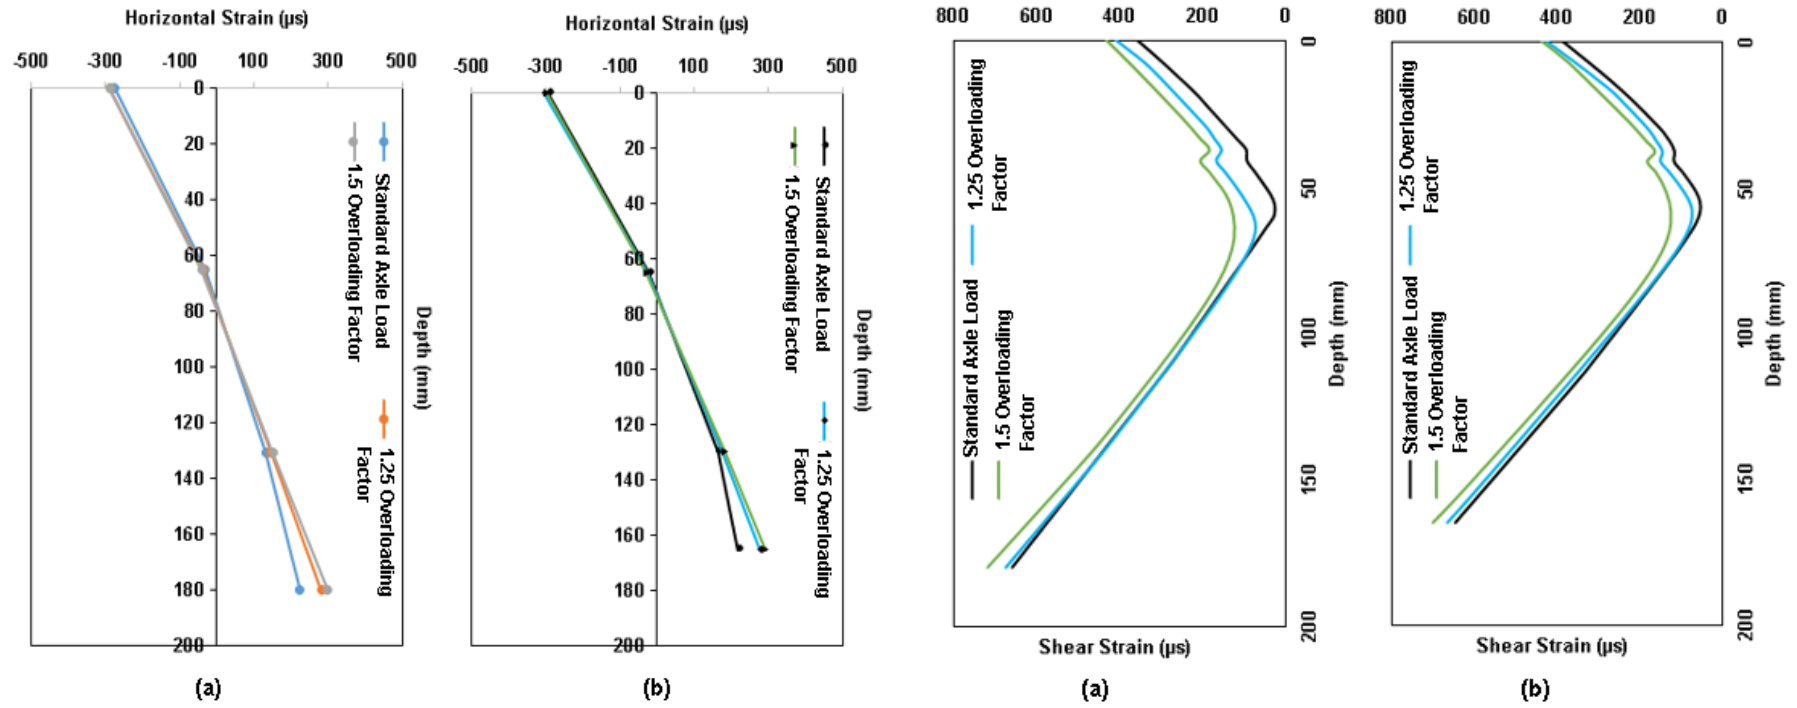 Horizontal Strain (µs)
-500 -300 -100 100 300 500
0
20
40
60
80
100
120
140
160
180
200
Depth (mm)
Standard Axle Load
1.25 Overloading
Factor
1.5 Overloading Factor
(a)
Horizontal Strain (µs)
-500 -300 -100 100 300 500
0
20
40
60
80
100
120
140
160
180
200
Depth (mm)
Standard Axle Load
1.25 Overloading
Factor
1.5 Overloading Factor
(b)
800 600 400 200 0
0
50
100
150
200
Depth (mm)
Standard Axle Load
1.25 Overloading
Factor
1.5 Overloading
Factor
Shear Strain (µs)
(a)
800 600 400 200 0
0
50
100
150
200
Depth (mm)
Standard Axle Load
1.25 Overloading
Factor
1.5 Overloading
Factor
Shear Strain (µs)
(b)